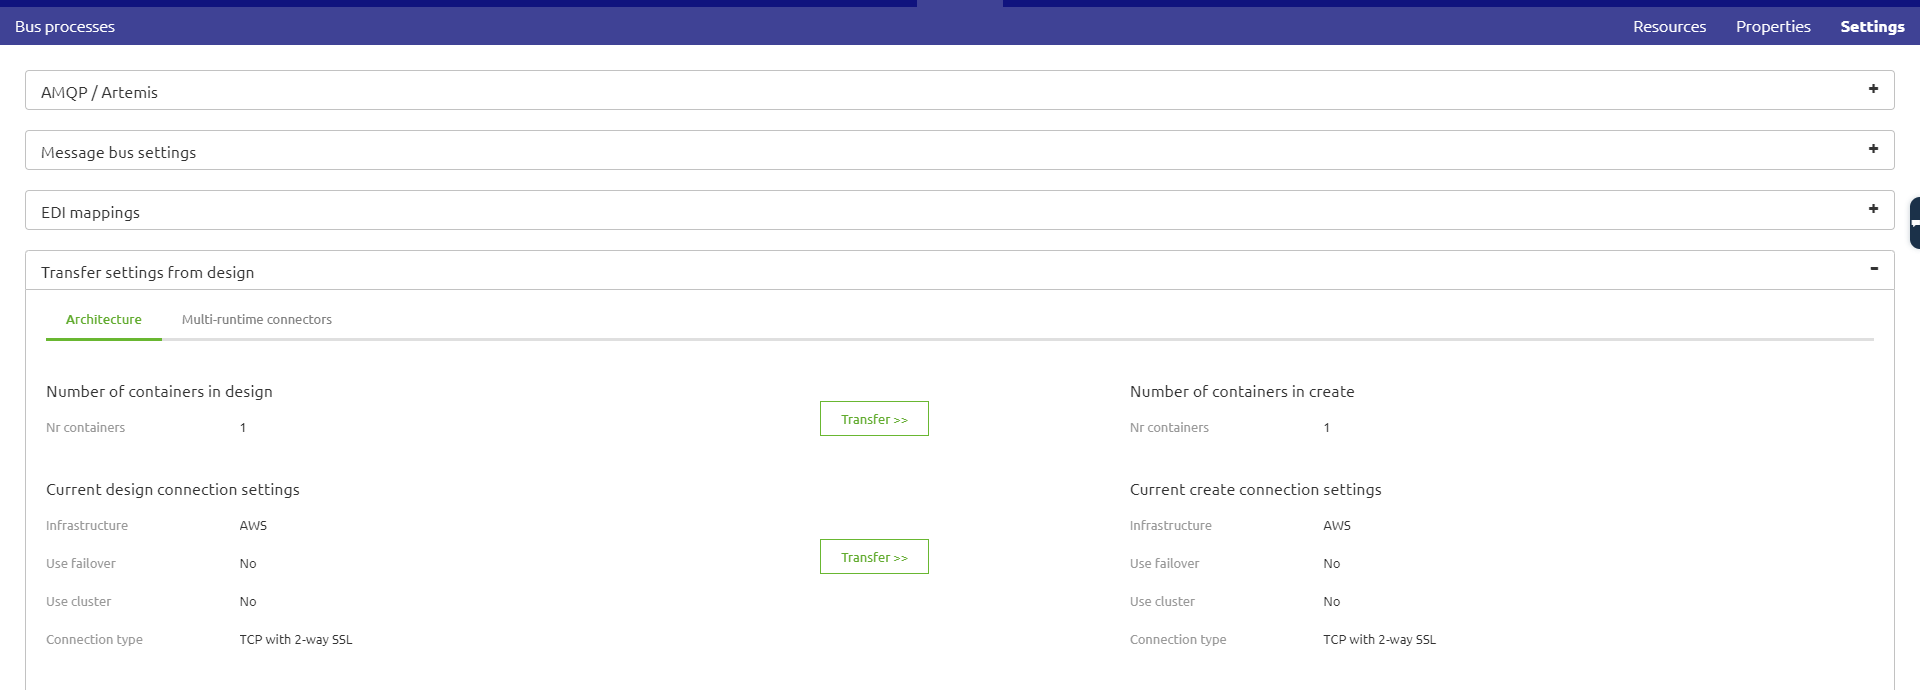 Bus processes Resources Properties Settings
AMQP / Artemis +
Message bus settings +
EDI mappings +
Transfer settings from design -
Architecture Multi-runtime connectors
Number of containers in design Number of containers in create
Transfer >>
Nr containers 1 Nr containers 1
Current design connection settings Current create connection settings
Infrastructure AWS Infrastructure AWS
Transfer >>
Use failover No Use failover No
Use cluster No Use cluster No
Connection type TCP with 2-way SSL Connection type TCP with 2-way SSL